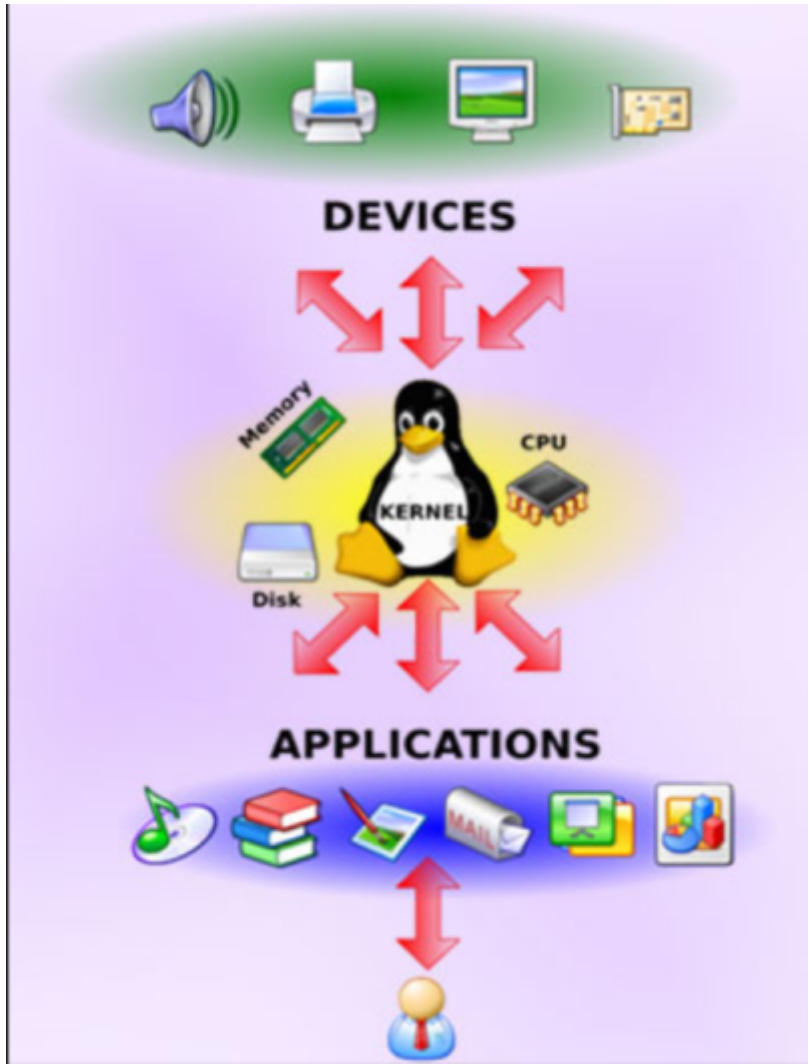 DEVICES
Memory
CPU
KERNEL
Disk
APPLICATIONS
MAIL